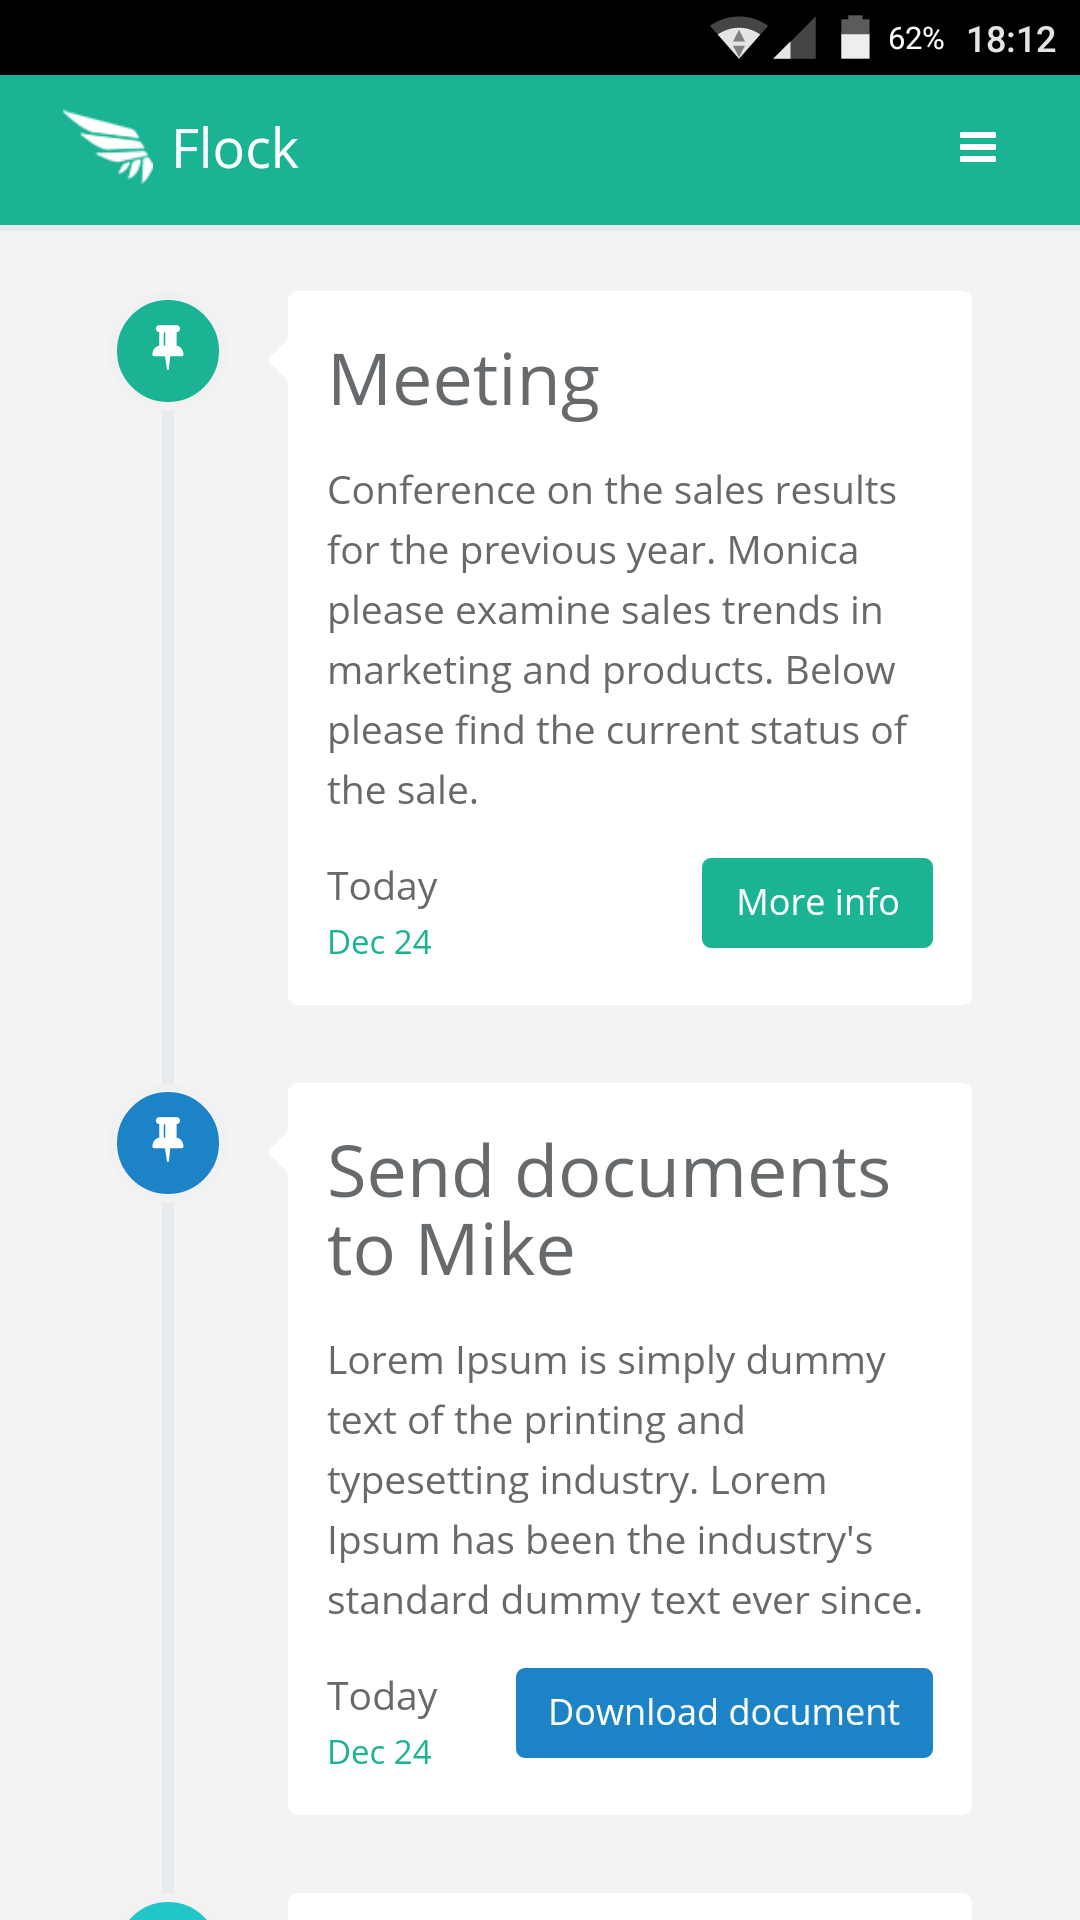 62% 18:12
Flock
Meeting
Conference on the sales results
for the previous year. Monica
please examine sales trends in
marketing and products. Below
please find the current status of
the sale.
Today
More info
Dec 24
Send documents
to Mike
Lorem Ipsum is simply dummy
text of the printing and
typesetting industry. Lorem
Ipsum has been the industry's
standard dummy text ever since.
Today
Download document
Dec 24